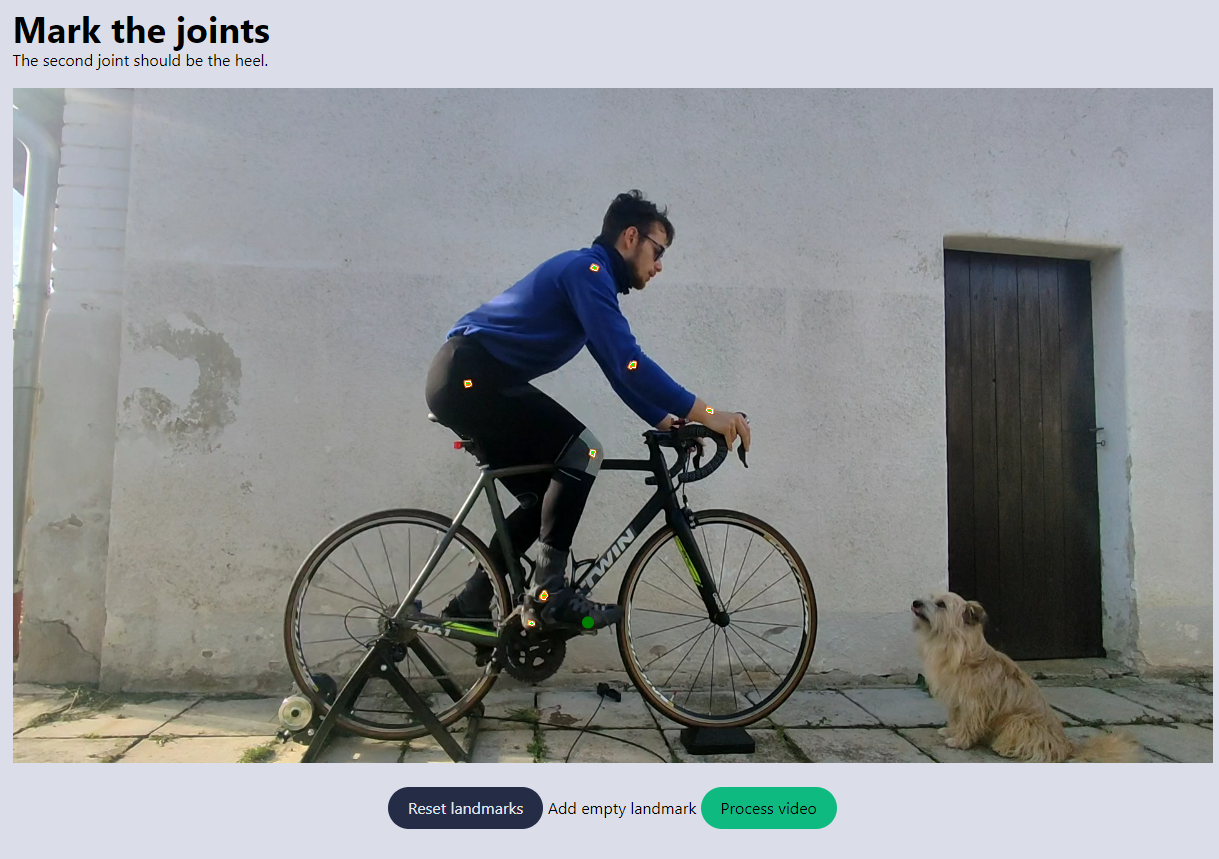 Mark the joints
The second joint should be the heel.
TWIN
Reset landmarks
Add empty landmark
Process video